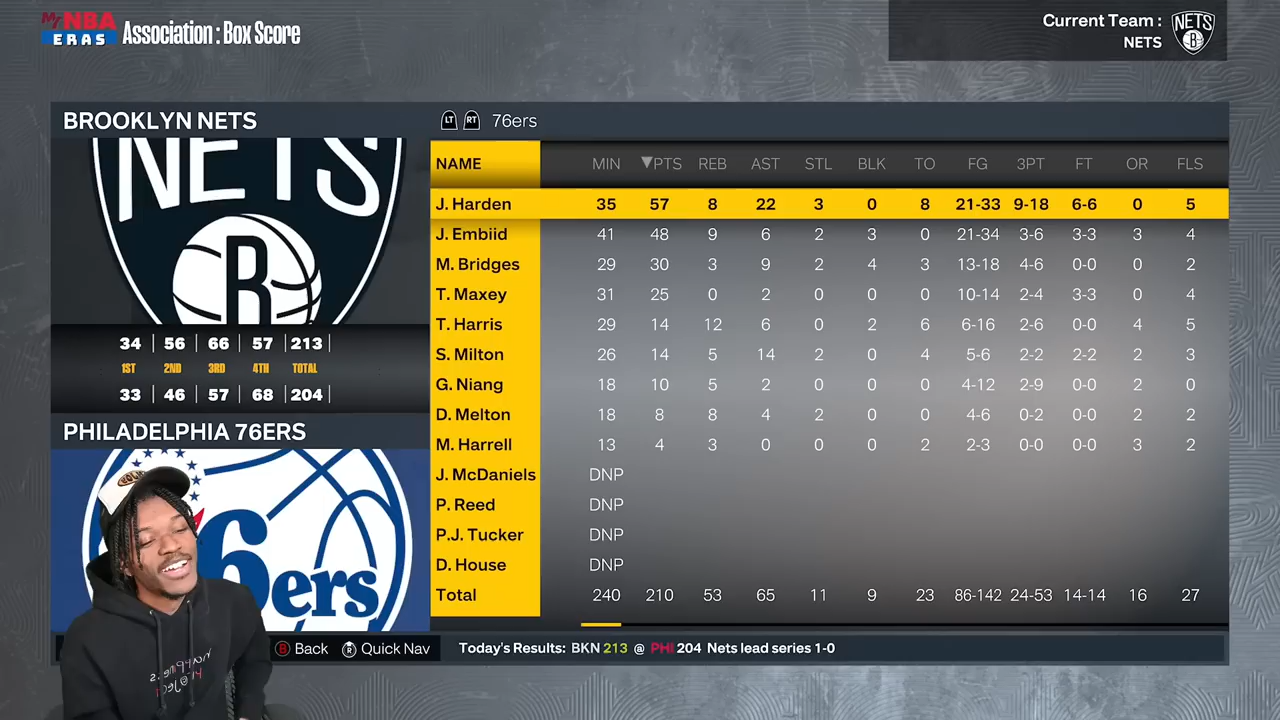 My NBA
ERAS
Association : Box Score
Current Team :
NETS
NETS
B
BROOKLYN NETS
NETS
B
34 | 56 | 66 | 57 | 213 |
1ST 2ND 3RD 4TH TOTAL
33 | 46 | 57 | 68 | 204 |
PHILADELPHIA 76ERS
76ers
LT RT 76ers
NAME MIN PTS REB AST STL BLK TO FG 3PT FT OR FLS
J. Harden 35 57 8 22 3 0 8 21-33 9-18 6-6 0 5
J. Embiid 41 48 9 6 2 3 0 21-34 3-6 3-3 3 4
M. Bridges 29 30 3 9 2 4 3 13-18 4-6 0-0 0 2
T. Maxey 31 25 0 2 0 0 0 10-14 2-4 3-3 0 4
T. Harris 29 14 12 6 0 2 6 6-16 2-6 0-0 4 5
S. Milton 26 14 5 14 2 0 4 5-6 2-2 2-2 2 3
G. Niang 18 10 5 2 0 0 0 4-12 2-9 0-0 2 0
D. Melton 18 8 8 4 2 0 0 4-6 0-2 0-0 2 2
M. Harrell 13 4 3 0 0 0 2 2-3 0-0 0-0 3 2
J. McDaniels DNP
P. Reed DNP
P.J. Tucker DNP
D. House DNP
Total 240 210 53 65 11 9 23 86-142 24-53 14-14 16 27
B Back R Quick Nav
Today's Results: BKN 213 @ PHI 204 Nets lead series 1-0